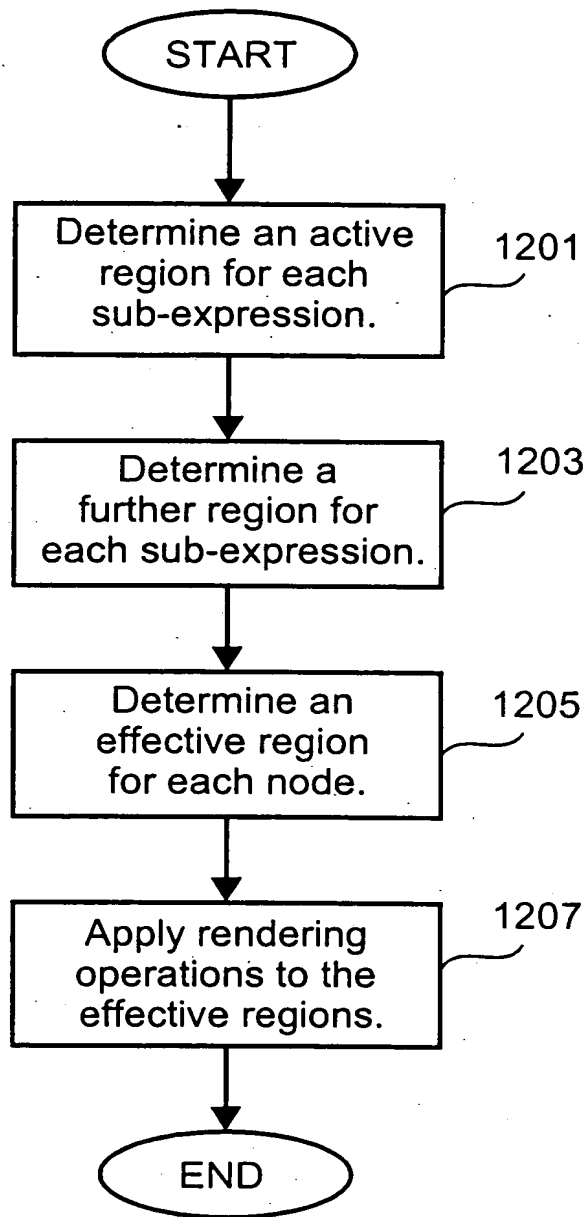 START
Determine an active
region for each
sub-expression.
1201
Determine a
further region for
each sub-expression.
1203
Determine an
effective region
for each node.
1205
Apply rendering
operations to the
effective regions.
1207
END